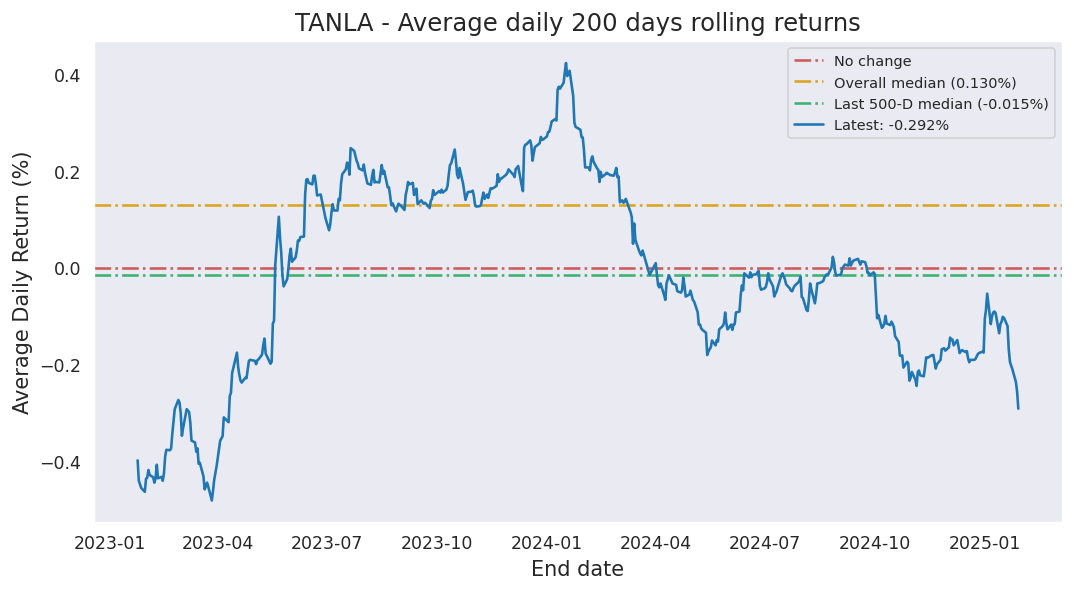 TANLA - Average daily 200 days rolling returns
No change
Overall median (0.130%)
Last 500-D median (-0.015%)
Latest: -0.292%
Average Daily Return (%)
0.4
0.2
0.0
−0.2
−0.4
2023-01 2023-04 2023-07 2023-10 2024-01 2024-04 2024-07 2024-10 2025-01
End date